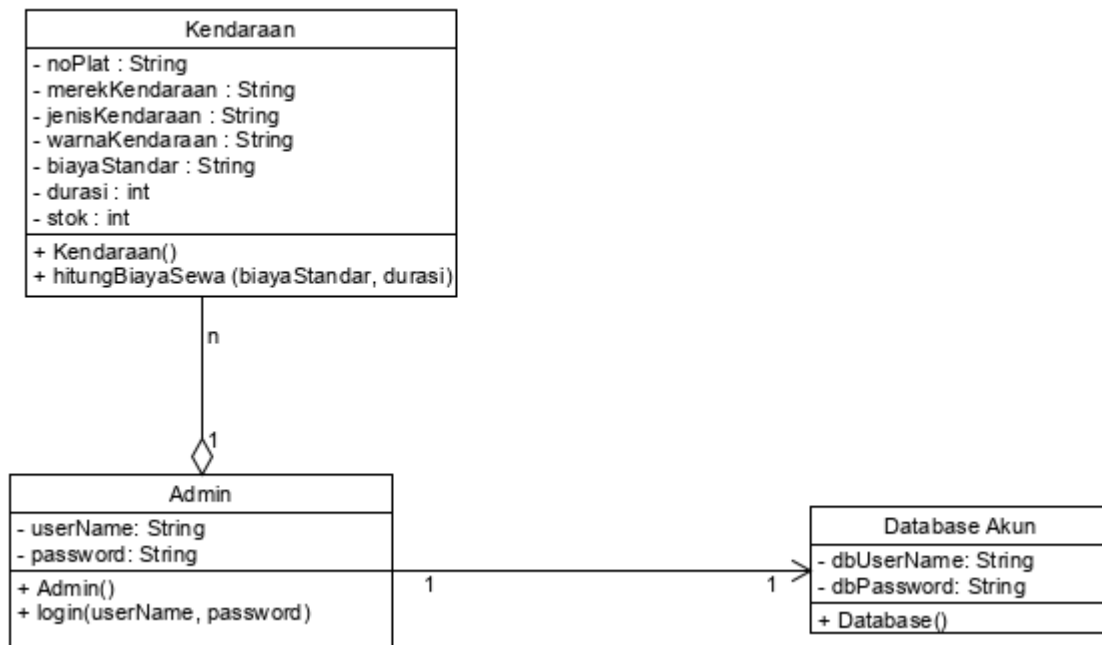 Kendaraan
- noPlat : String
- merekKendaraan : String
- jenisKendaraan : String
- warnaKendaraan : String
- biayaStandar : String
- durasi : int
- stok : int
+ Kendaraan()
+ hitungBiayaSewa (biayaStandar, durasi)
n
1
Admin
- userName: String
- password: String
+ Admin()
+ login(userName, password)
1
1
Database Akun
- dbUserName: String
- dbPassword: String
+ Database()